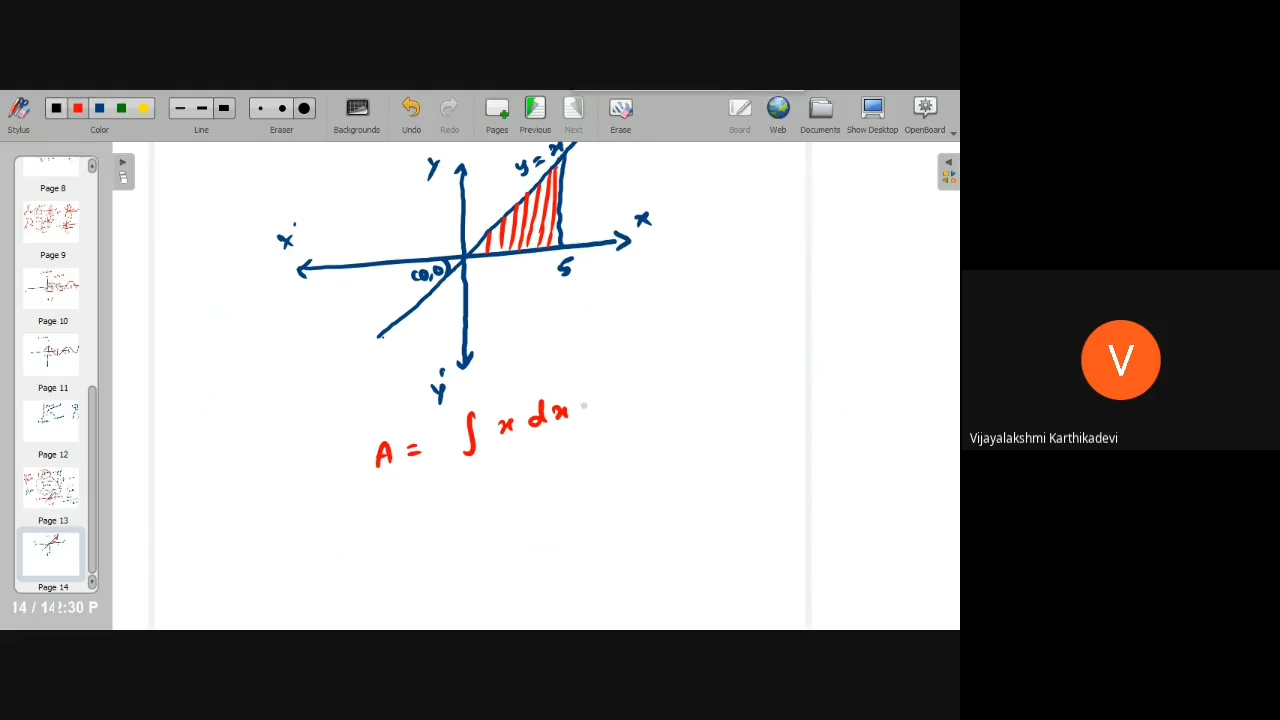 Stylus
Color
Line
Eraser
Backgrounds
Undo
Redo
Pages
Previous
Next
Erase
Board
Web
Documents
Show Desktop
OpenBoard
Page 8
Page 9
Page 10
Page 11
Page 12
Page 13
Page 14
y = x
y
x
x'
(0,0)
5
y'
A = ∫ x dx
V
Vijayalakshmi Karthikadevi